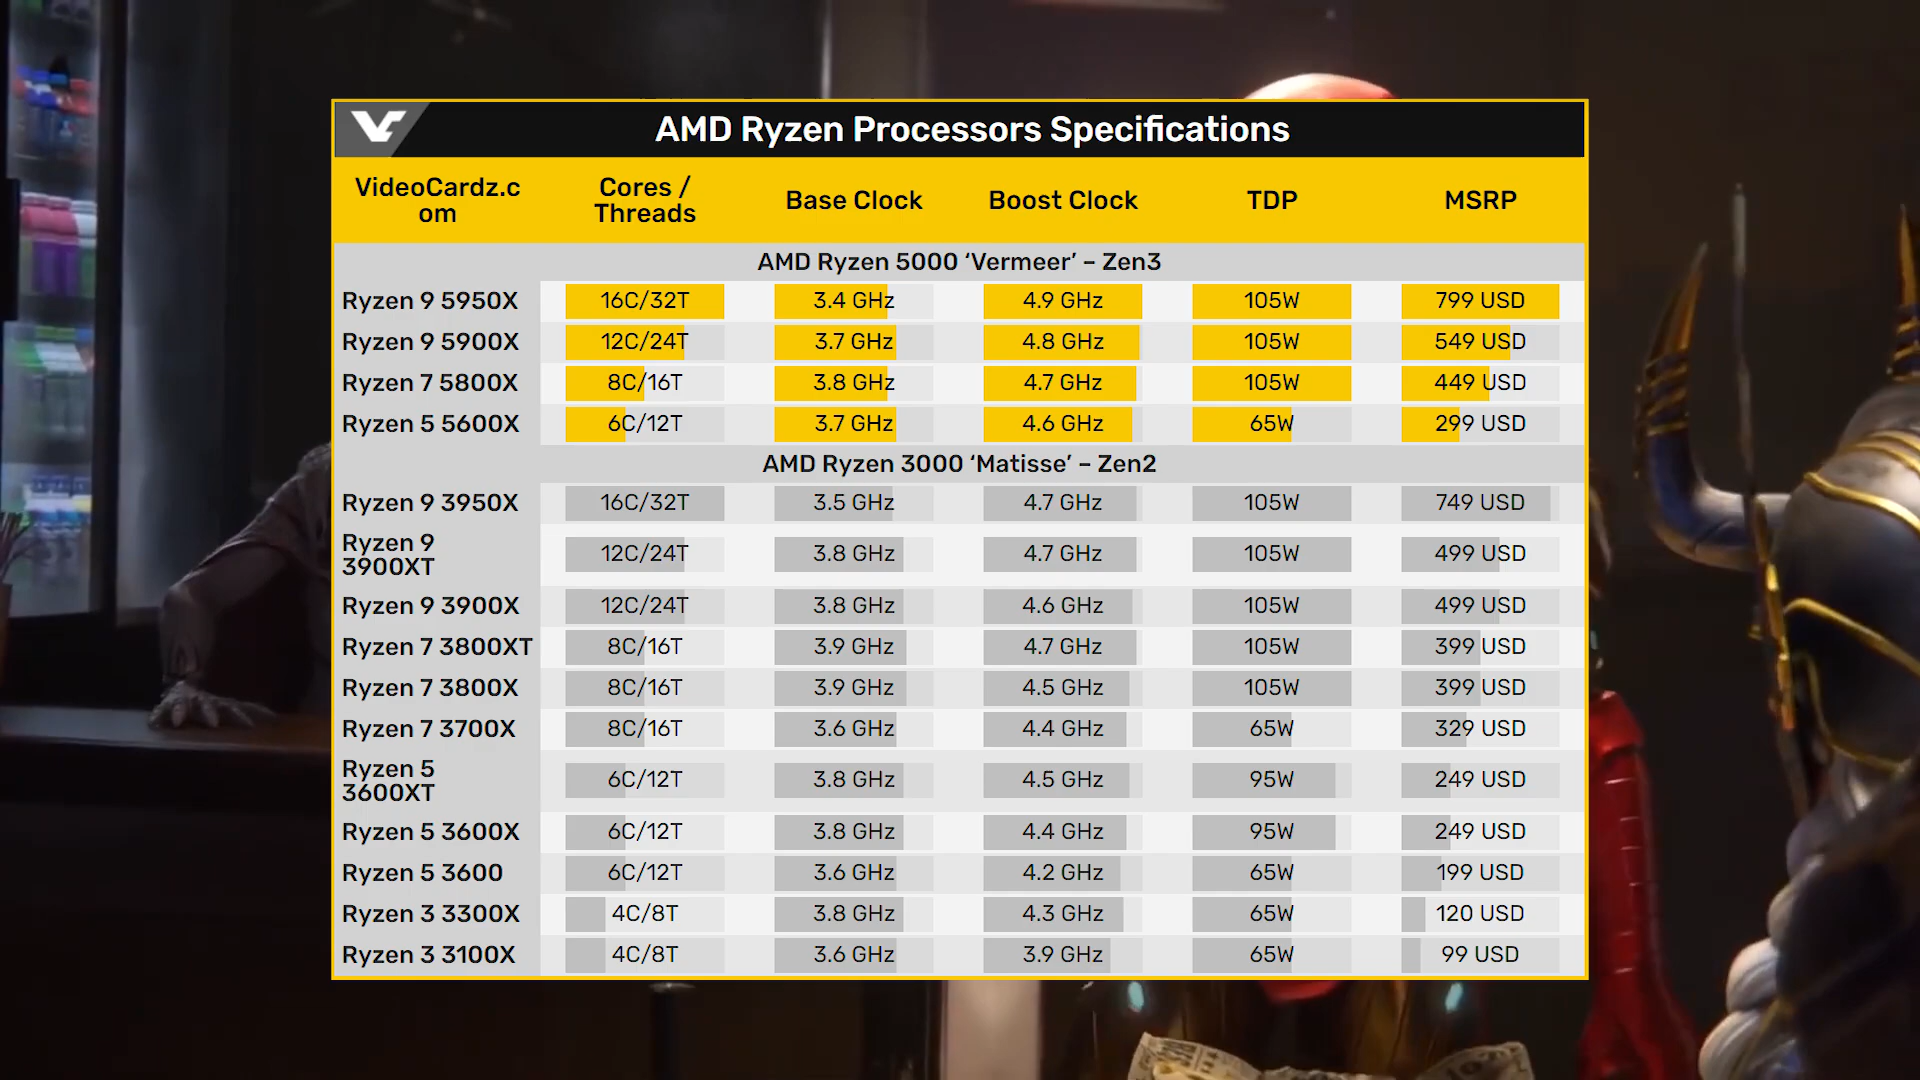 AMD Ryzen Processors Specifications
VideoCardz.c
om
Cores /
Threads
Base Clock
Boost Clock
TDP
MSRP
AMD Ryzen 5000 ‘Vermeer’ – Zen3
Ryzen 9 5950X 16C/32T 3.4 GHz 4.9 GHz 105W 799 USD
Ryzen 9 5900X 12C/24T 3.7 GHz 4.8 GHz 105W 549 USD
Ryzen 7 5800X 8C/16T 3.8 GHz 4.7 GHz 105W 449 USD
Ryzen 5 5600X 6C/12T 3.7 GHz 4.6 GHz 65W 299 USD
AMD Ryzen 3000 ‘Matisse’ – Zen2
Ryzen 9 3950X 16C/32T 3.5 GHz 4.7 GHz 105W 749 USD
Ryzen 9
3900XT 12C/24T 3.8 GHz 4.7 GHz 105W 499 USD
Ryzen 9 3900X 12C/24T 3.8 GHz 4.6 GHz 105W 499 USD
Ryzen 7 3800XT 8C/16T 3.9 GHz 4.7 GHz 105W 399 USD
Ryzen 7 3800X 8C/16T 3.9 GHz 4.5 GHz 105W 399 USD
Ryzen 7 3700X 8C/16T 3.6 GHz 4.4 GHz 65W 329 USD
Ryzen 5
3600XT 6C/12T 3.8 GHz 4.5 GHz 95W 249 USD
Ryzen 5 3600X 6C/12T 3.8 GHz 4.4 GHz 95W 249 USD
Ryzen 5 3600 6C/12T 3.6 GHz 4.2 GHz 65W 199 USD
Ryzen 3 3300X 4C/8T 3.8 GHz 4.3 GHz 65W 120 USD
Ryzen 3 3100X 4C/8T 3.6 GHz 3.9 GHz 65W 99 USD